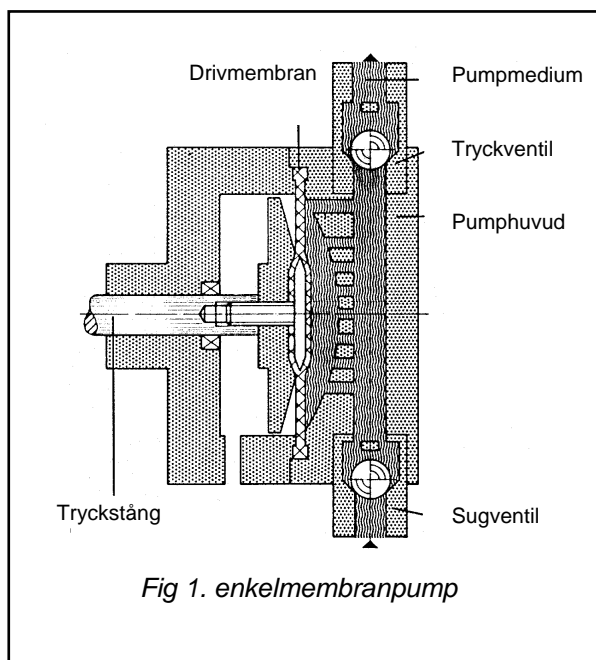 Drivmembran
Pumpmedium
Tryckventil
Pumphuvud
Tryckstång
Sugventil
Fig 1. enkelmembranpump